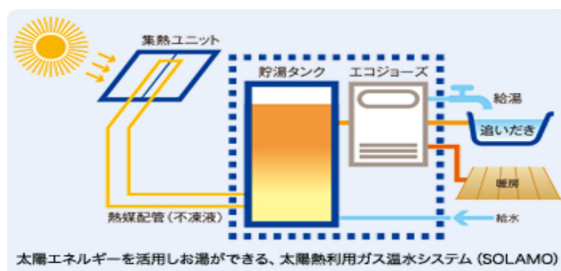 集熱ユニット
貯湯タンク
エコジョーズ
給湯
追いだき
暖房
熱媒配管(不凍液)
給水
太陽エネルギーを活用しお湯ができる、太陽熱利用ガス温水システム(SOLAMO)